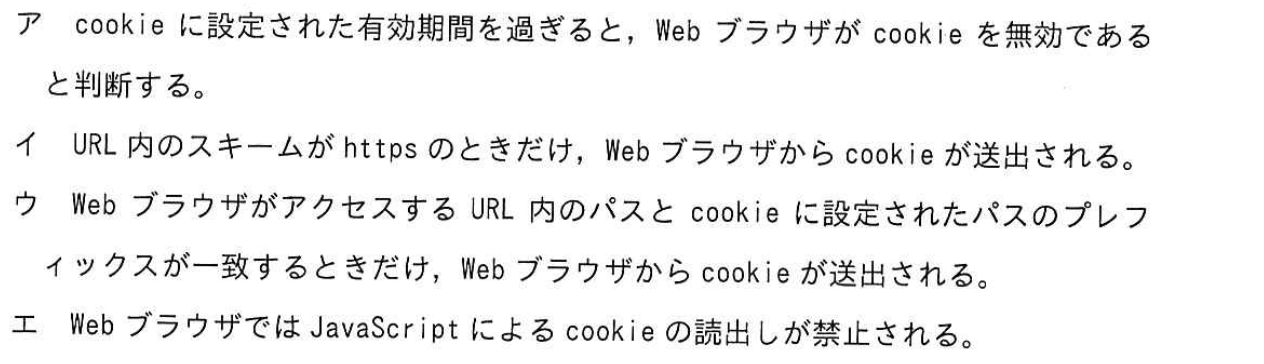 ア cookie に設定された有効期間を過ぎると，Web ブラウザが cookie を無効である
と判断する。
イ URL 内のスキームが https のときだけ，Web ブラウザから cookie が送出される。
ウ Web ブラウザがアクセスする URL 内のパスと cookie に設定されたパスのプレフ
ィックスが一致するときだけ，Web ブラウザから cookie が送出される。
エ Web ブラウザでは JavaScript による cookie の読出しが禁止される。